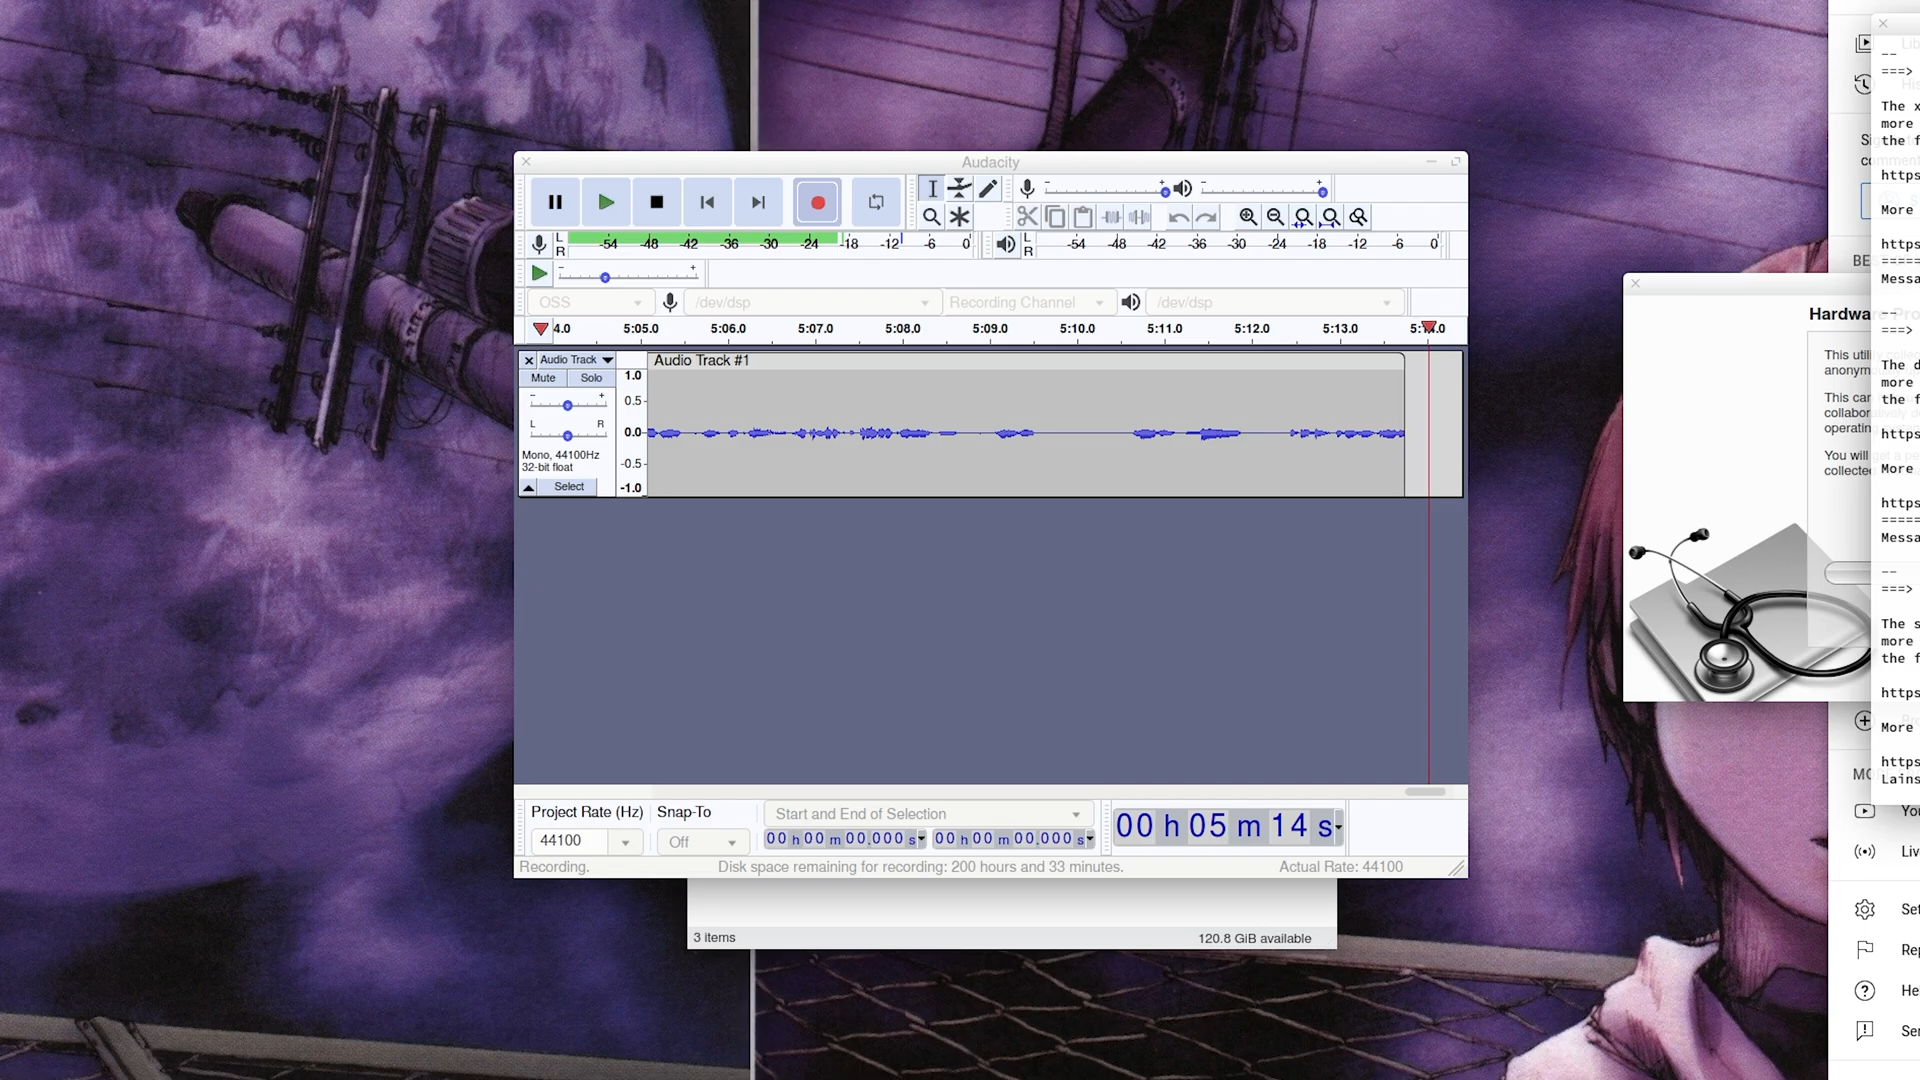 Audacity
L
R
-54 -48 -42 -36 -30 -24 -18 -12 -6 0
L
R
-54 -48 -42 -36 -30 -24 -18 -12 -6 0
OSS
/dev/dsp
Recording Channel
/dev/dsp
4.0 5:05.0 5:06.0 5:07.0 5:08.0 5:09.0 5:10.0 5:11.0 5:12.0 5:13.0
Audio Track
Audio Track #1
Mute Solo
L R
Mono, 44100Hz
32-bit float
Select
1.0
0.5
0.0
-0.5
-1.0
Project Rate (Hz)
Snap-To
Start and End of Selection
44100
Off
00 h 00 m 00.000 s
00 h 00 m 00.000 s
00 h 05 m 14 s
Recording.
Disk space remaining for recording: 200 hours and 33 minutes.
Actual Rate: 44100
3 items
120.8 GiB available
Hardware
This
This
You will
collecte
--
===>
The x
more
the f
https
More
https
=====
Messa
--
===>
The d
more
the f
https
More
https
=====
Messa
--
===>
The s
more
the f
https
More
https
Lains